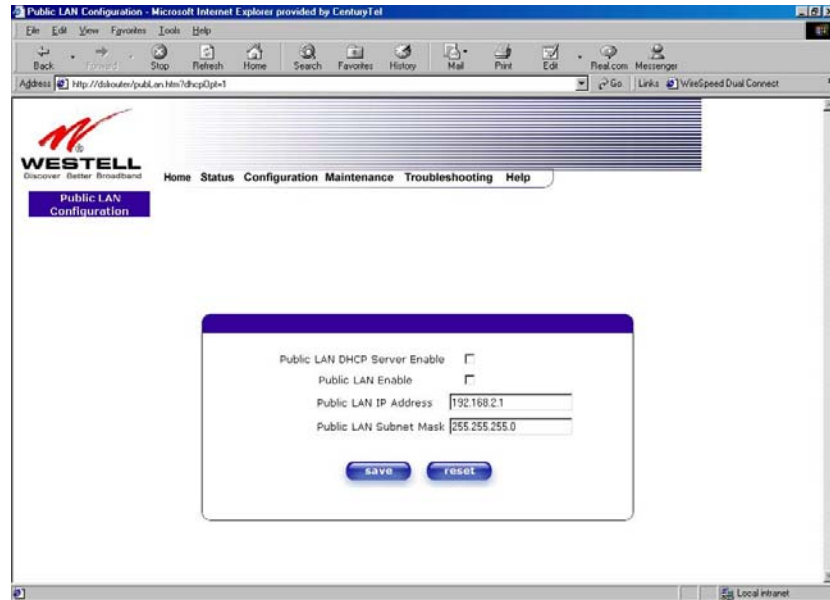 Public LAN Configuration - Microsoft Internet Explorer provided by CenturyTel
File Edit View Favorites Tools Help
Back Forward Stop Refresh Home Search Favorites History Mail Print Edit Real.com Messenger
Address http://dslrouter/pubLan.htm?dhcpOpt=1 Go Links WireSpeed Dual Connect
WESTELL
Discover Better Broadband
Home Status Configuration Maintenance Troubleshooting Help
Public LAN
Configuration
Public LAN DHCP Server Enable
Public LAN Enable
Public LAN IP Address 192.168.2.1
Public LAN Subnet Mask 255.255.255.0
save reset
Local intranet